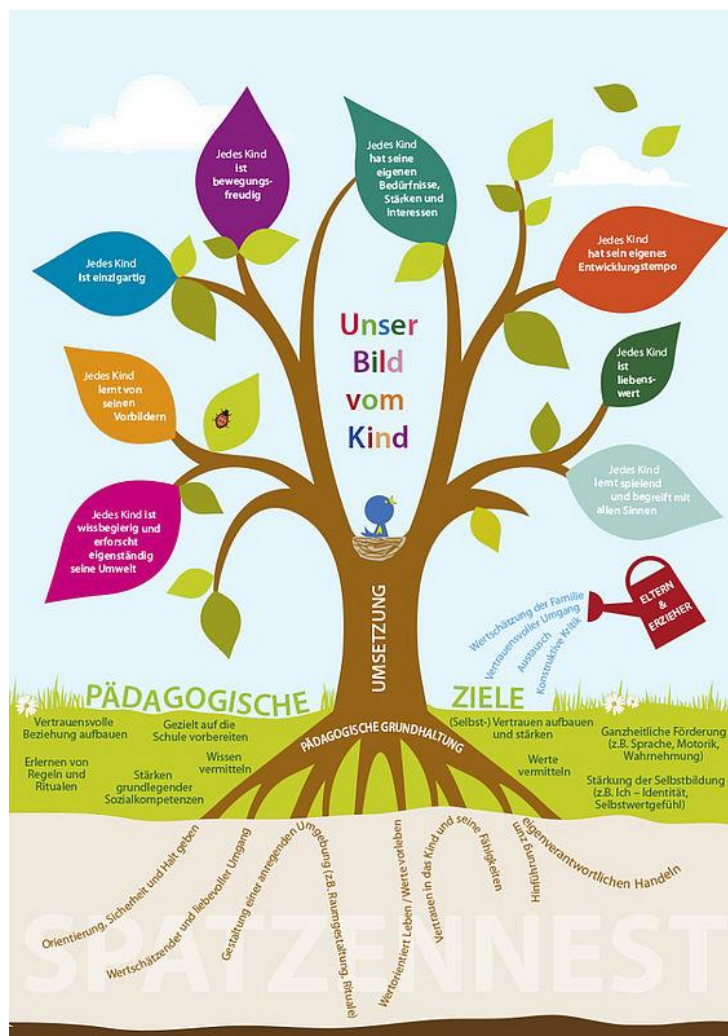 Jedes Kind
ist
bewegungs-
freudig
Jedes Kind
hat seine
eigenen
Bedürfnisse,
Stärken und
Interessen
Jedes Kind
ist einzigartig
Jedes Kind
hat sein eigenes
Entwicklungstempo
Unser
Bild
vom
Kind
Jedes Kind
lernt von
seinen
Vorbildern
Jedes Kind
ist
liebens-
wert
Jedes Kind ist
wissbegierig und
erforscht
eigenständig
seine Umwelt
Jedes Kind
lernt spielend
und begreift mit
allen Sinnen
ELTERN
&
ERZIEHER
Wertschätzung der Familie
Vertrauensvoller Umgang
Austausch
Konstruktive Kritik
UMSETZUNG
PÄDAGOGISCHE ZIELE
Vertrauensvolle
Beziehung aufbauen
Gezielt auf die
Schule vorbereiten
Erlernen von
Regeln und
Ritualen
Stärken
grundlegender
Sozialkompetenzen
Wissen
vermitteln
PÄDAGOGISCHE GRUNDHALTUNG
(Selbst-) Vertrauen aufbauen
und stärken
Werte
vermitteln
Ganzheitliche Förderung
(z.B. Sprache, Motorik,
Wahrnehmung)
Stärkung der Selbstbildung
(z.B. Ich – Identität,
Selbstwertgefühl)
Orientierung, Sicherheit und Halt geben
Wertschätzender und liebevoller Umgang
Gestaltung einer anregenden Umgebung (z.B. Raumgestaltung, Rituale)
Wertorientiert Leben / Werte vorleben
Vertrauen in das Kind und seine Fähigkeiten
Hinführung zum
eigenverantwortlichen Handeln
SPATZENNEST